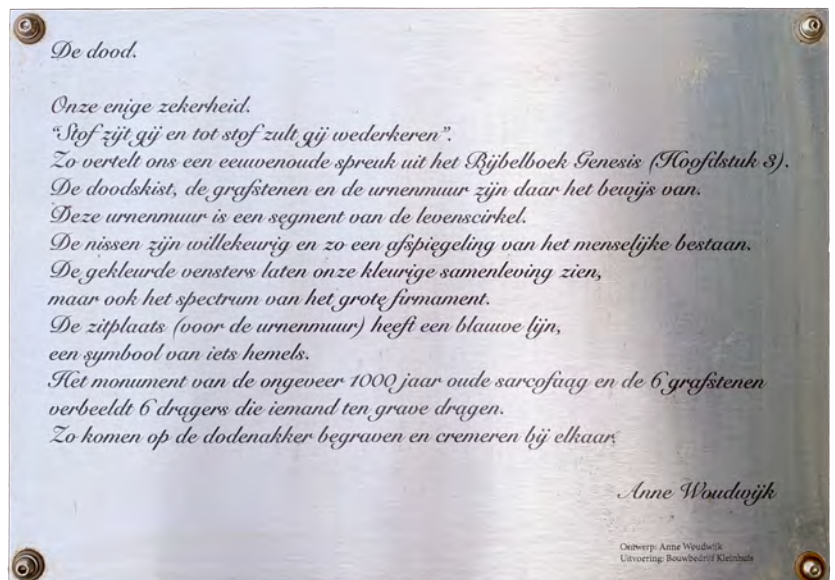 De dood.
Onze enige zekerheid.
"Stof zijt gij en tot stof zult gij wederkeren".
Zo vertelt ons een eeuwenoude spreuk uit het Bijbelboek Genesis (Hoofdstuk 3).
De doodskist, de grafstenen en de urnenmuur zijn daar het bewijs van.
Deze urnenmuur is een segment van de levenscirkel.
De nissen zijn willekeurig en zo een afspiegeling van het menselijke bestaan.
De gekleurde vensters laten onze kleurige samenleving zien,
maar ook het spectrum van het grote firmament.
De zitplaats (voor de urnenmuur) heeft een blauwe lijn,
een symbool van iets hemels.
Het monument van de ongeveer 1000 jaar oude sarcofaag en de 6 grafstenen
verbeeldt 6 dragers die iemand ten grave dragen.
Zo komen op de dodenakker begraven en cremeren bij elkaar.
Anne Woudwijk
Ontwerp: Anne Woudwijk
Uitvoering: Bouwbedrijf Kleinhuis